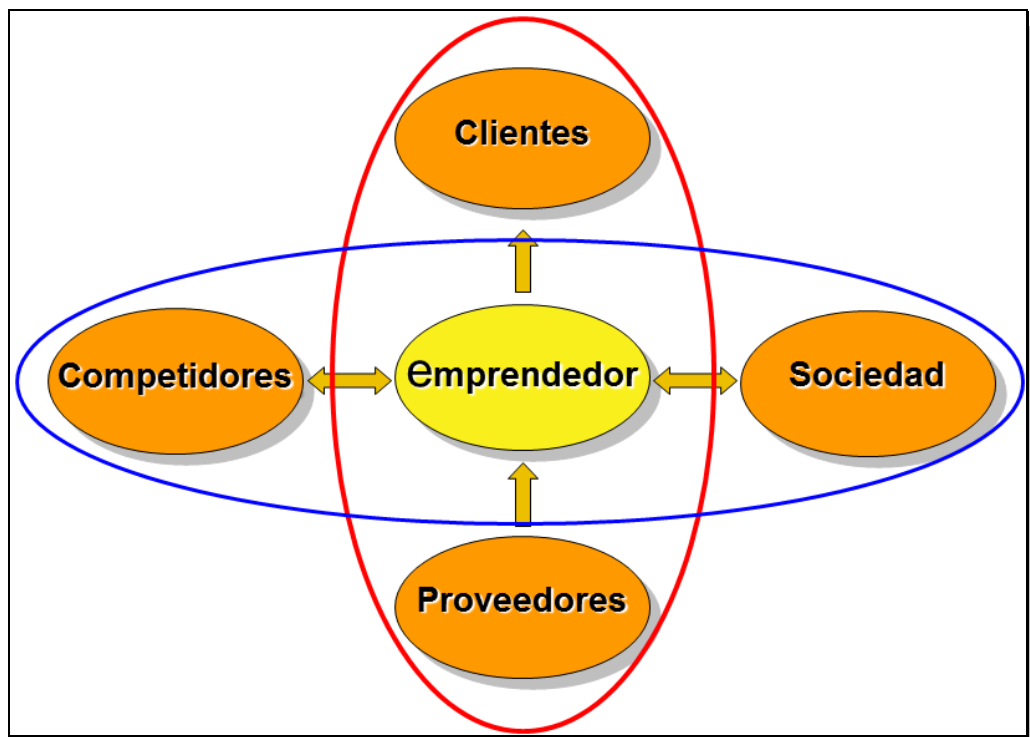 Clientes
Competidores
emprendedor
Sociedad
Proveedores